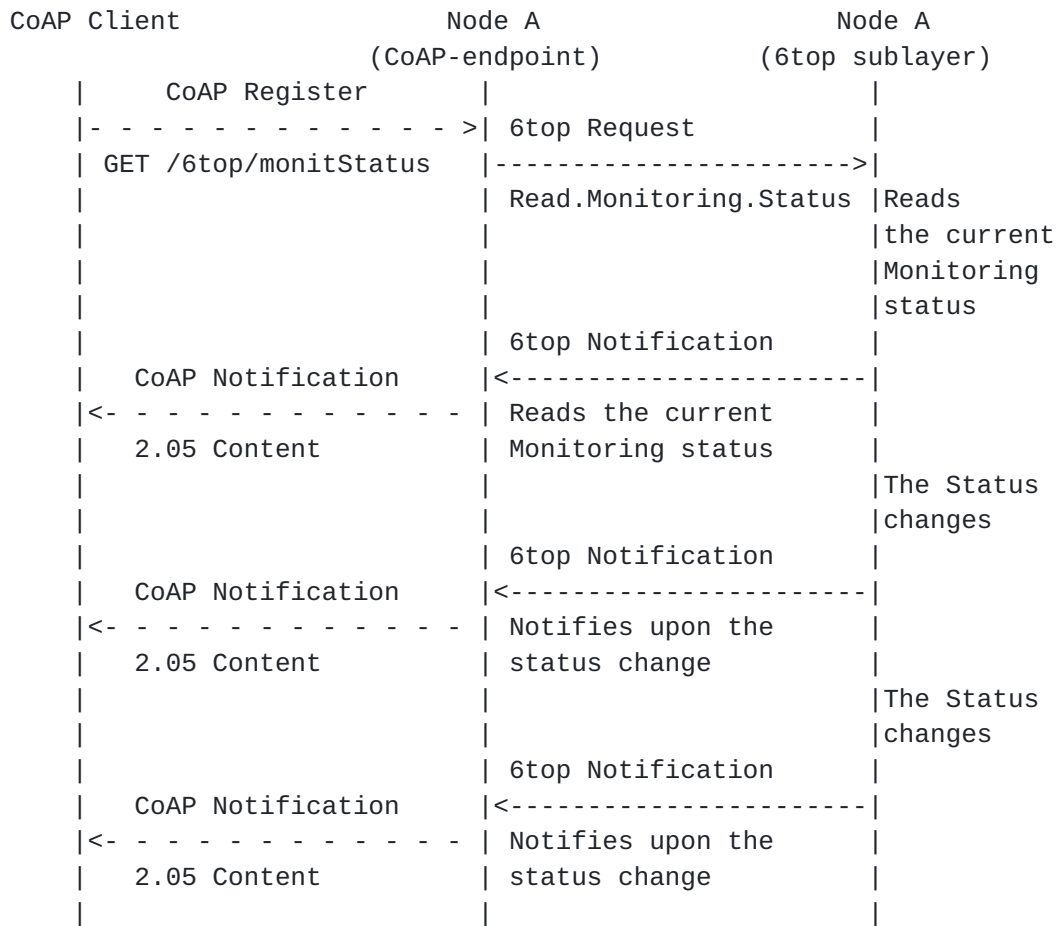 CoAP Client                 Node A                   Node A
                       (CoAP-endpoint)          (6top sublayer)
    |     CoAP Register       |                        |
    |- - - - - - - - - - - - >| 6top Request           |
    | GET /6top/monitStatus   |----------------------->|
    |                         | Read.Monitoring.Status |Reads
    |                         |                        |the current
    |                         |                        |Monitoring
    |                         |                        |status
    |                         | 6top Notification      |
    |   CoAP Notification     |<-----------------------|
    |<- - - - - - - - - - - - | Reads the current      |
    |   2.05 Content          | Monitoring status      |
    |                         |                        |The Status
    |                         |                        |changes
    |                         | 6top Notification      |
    |   CoAP Notification     |<-----------------------|
    |<- - - - - - - - - - - - | Notifies upon the      |
    |   2.05 Content          | status change          |
    |                         |                        |The Status
    |                         |                        |changes
    |                         | 6top Notification      |
    |   CoAP Notification     |<-----------------------|
    |<- - - - - - - - - - - - | Notifies upon the      |
    |   2.05 Content          | status change          |
    |                         |                        |